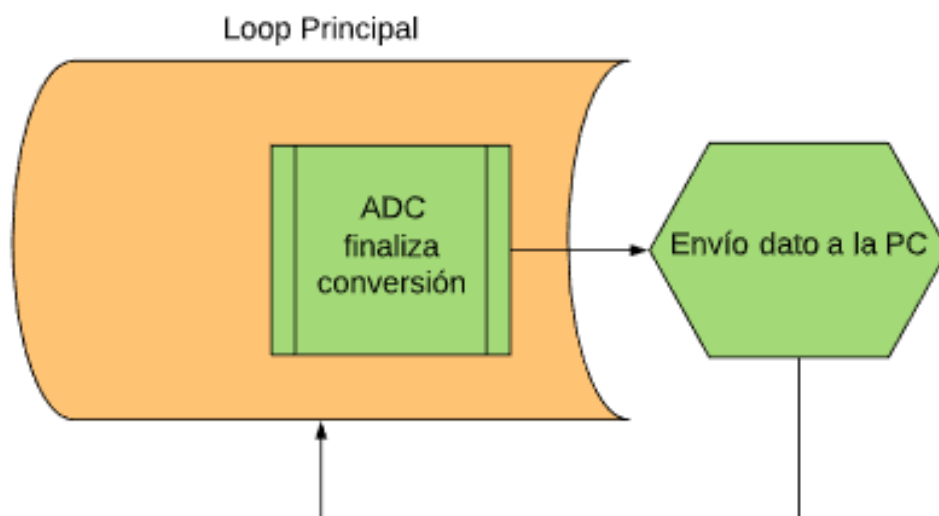 Loop Principal
ADC
finaliza
conversión
Envío dato a la PC